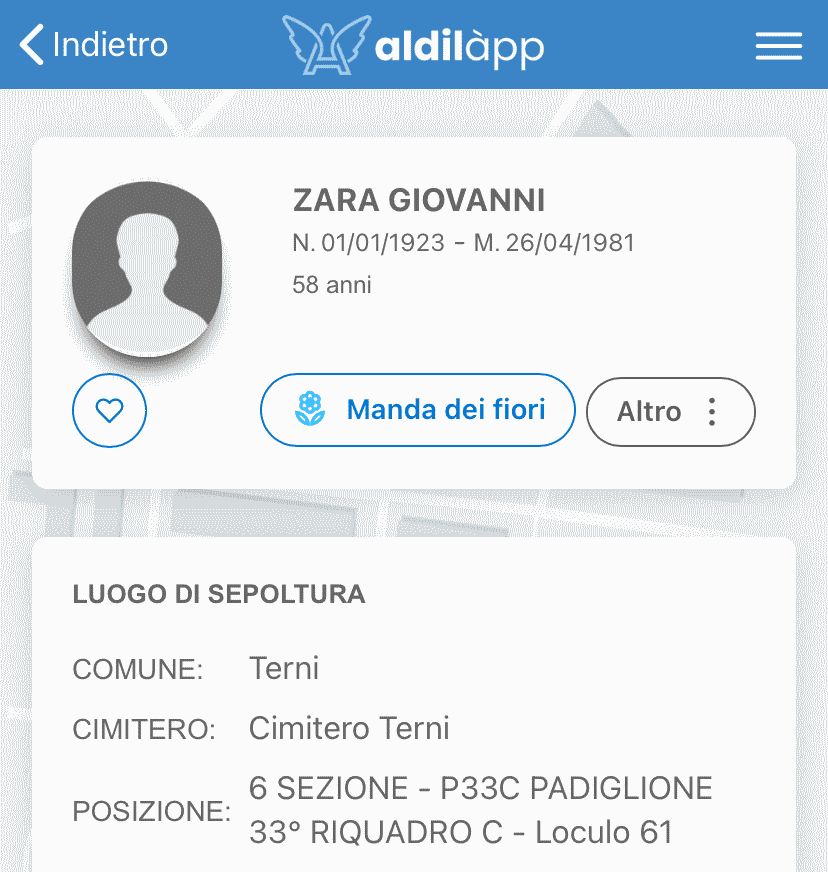 Indietro
aldilàpp
ZARA GIOVANNI
N. 01/01/1923 - M. 26/04/1981
58 anni
Manda dei fiori
Altro
LUOGO DI SEPOLTURA
COMUNE: Terni
CIMITERO: Cimitero Terni
POSIZIONE: 6 SEZIONE - P33C PADIGLIONE
33° RIQUADRO C - Loculo 61